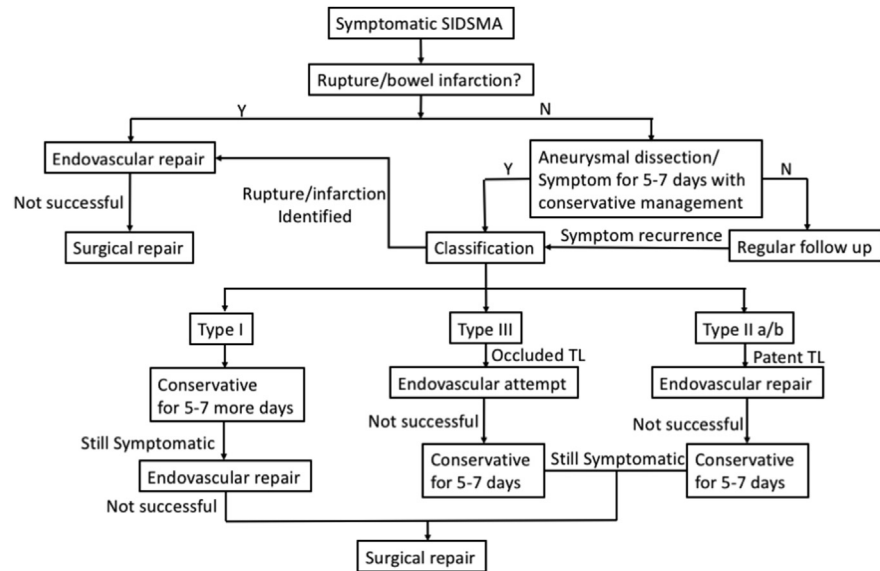 Symptomatic SIDSMA
Rupture/bowel infarction?
Y
N
Endovascular repair
Aneurysmal dissection/
Symptom for 5-7 days with
conservative management
Y
N
Not successful
Rupture/infarction
Identified
Surgical repair
Classification
Symptom recurrence
Regular follow up
Type I
Type III
Type II a/b
Occluded TL
Patent TL
Conservative
for 5-7 more days
Endovascular attempt
Endovascular repair
Not successful
Not successful
Still Symptomatic
Conservative
for 5-7 days
Still Symptomatic
Conservative
for 5-7 days
Endovascular repair
Not successful
Surgical repair